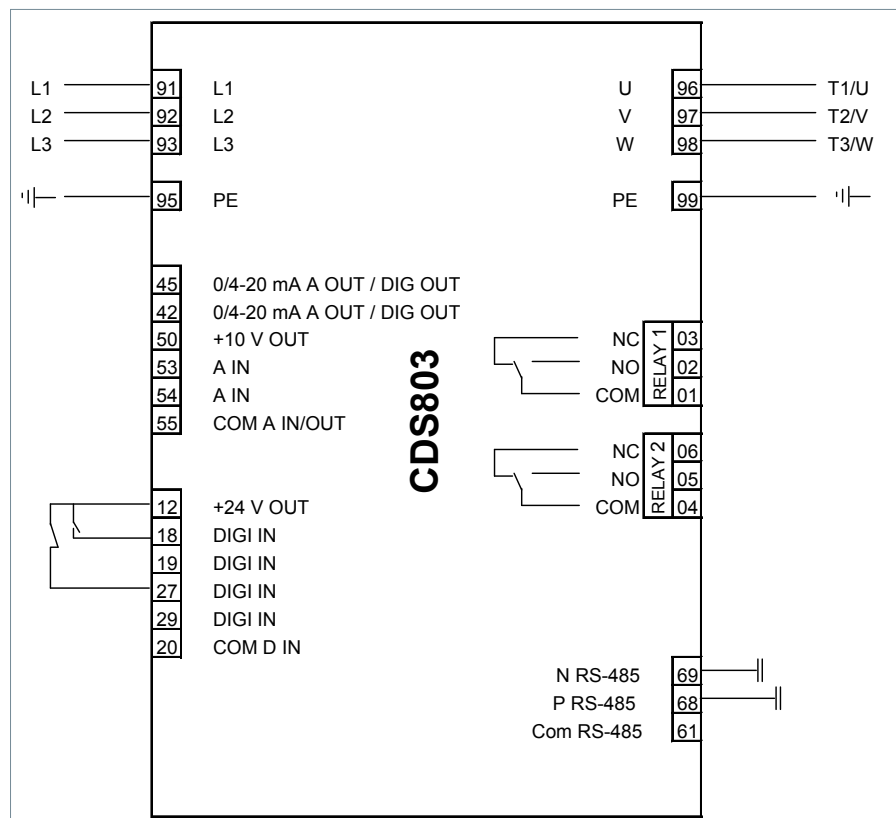 L1 91 L1 U 96 T1/U
L2 92 L2 V 97 T2/V
L3 93 L3 W 98 T3/W
95 PE PE 99
45 0/4-20 mA A OUT / DIG OUT
42 0/4-20 mA A OUT / DIG OUT
50 +10 V OUT
53 A IN
54 A IN
55 COM A IN/OUT
CDS803
NC 03
NO 02
COM 01
RELAY 1
NC 06
NO 05
COM 04
RELAY 2
12 +24 V OUT
18 DIGI IN
19 DIGI IN
27 DIGI IN
29 DIGI IN
20 COM D IN
N RS-485 69
P RS-485 68
Com RS-485 61